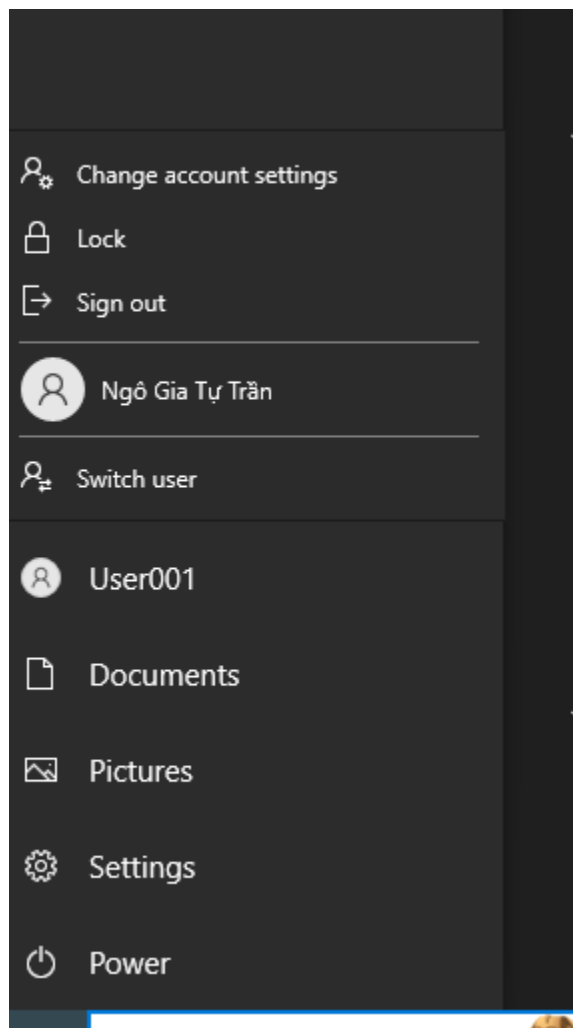 Change account settings
Lock
Sign out
Ngô Gia Tự Trần
Switch user
User001
Documents
Pictures
Settings
Power